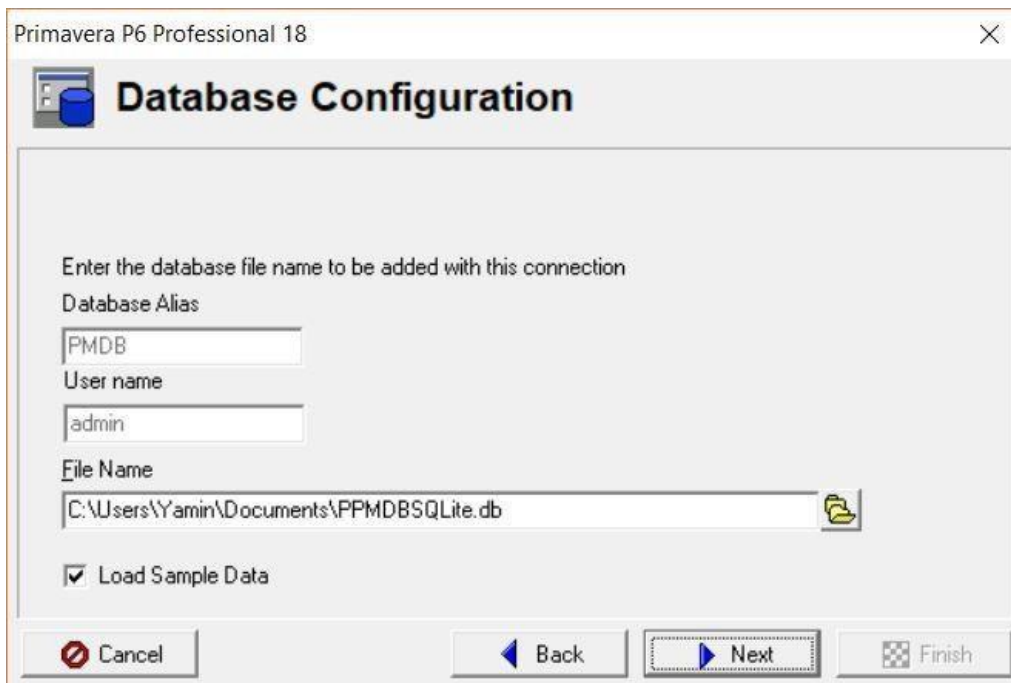 Primavera P6 Professional 18
Database Configuration
Enter the database file name to be added with this connection
Database Alias
PMDB
User name
admin
File Name
C:\Users\Yamin\Documents\PPMDBSQLite.db
Load Sample Data
Cancel
Back
Next
Finish